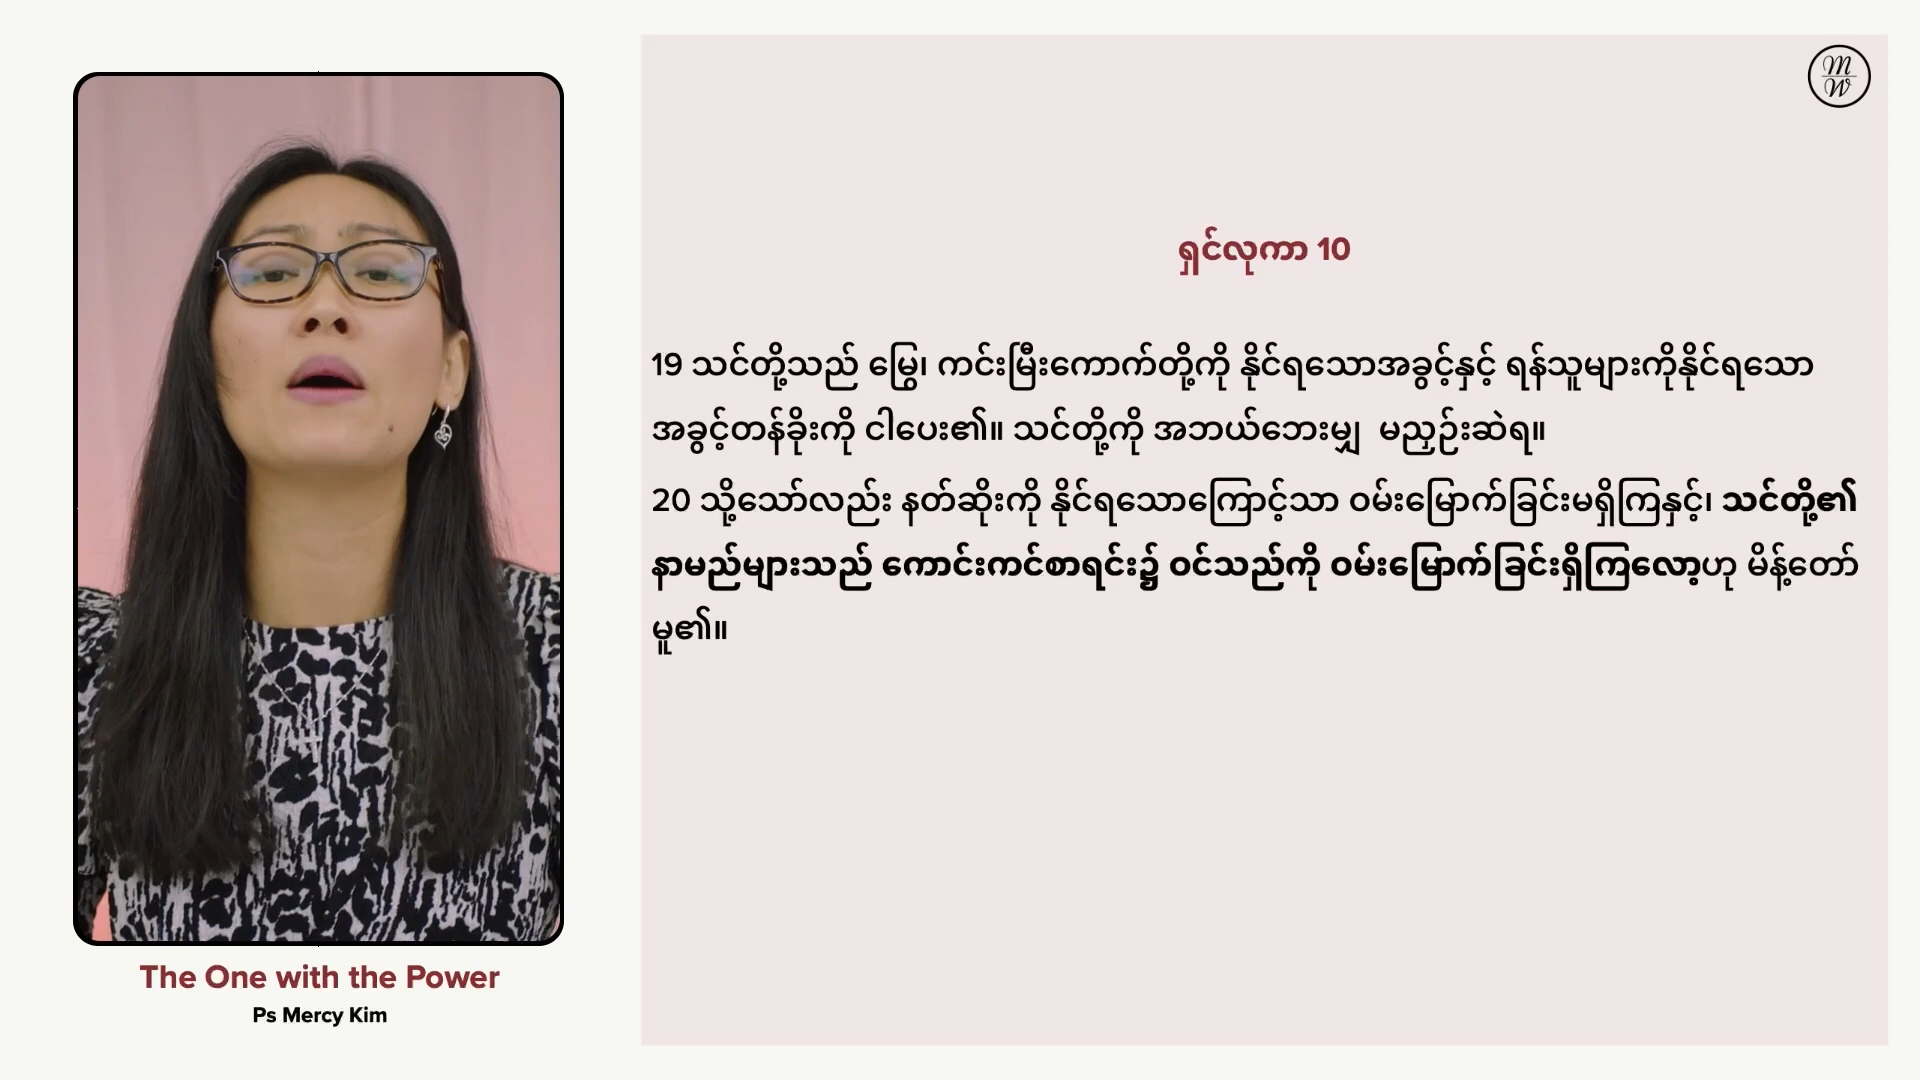 M
W
ရှင်လုကာ 10
19 သင်တို့သည် မြွေ၊ ကင်းမြီးကောက်တို့ကို နိုင်ရသောအခွင့်နှင့် ရန်သူများကိုနိုင်ရသော
အခွင့်တန်ခိုးကို ငါပေး၏။ သင်တို့ကို အဘယ်ဘေးမျှ မညှဉ်းဆဲရ။
20 သို့သော်လည်း နတ်ဆိုးကို နိုင်ရသောကြောင့်သာ ဝမ်းမြောက်ခြင်းမရှိကြနှင့်၊ သင်တို့၏
နာမည်များသည် ကောင်းကင်စာရင်း၌ ဝင်သည်ကို ဝမ်းမြောက်ခြင်းရှိကြလော့ဟု မိန့်တော်
မူ၏။
The One with the Power
Ps Mercy Kim